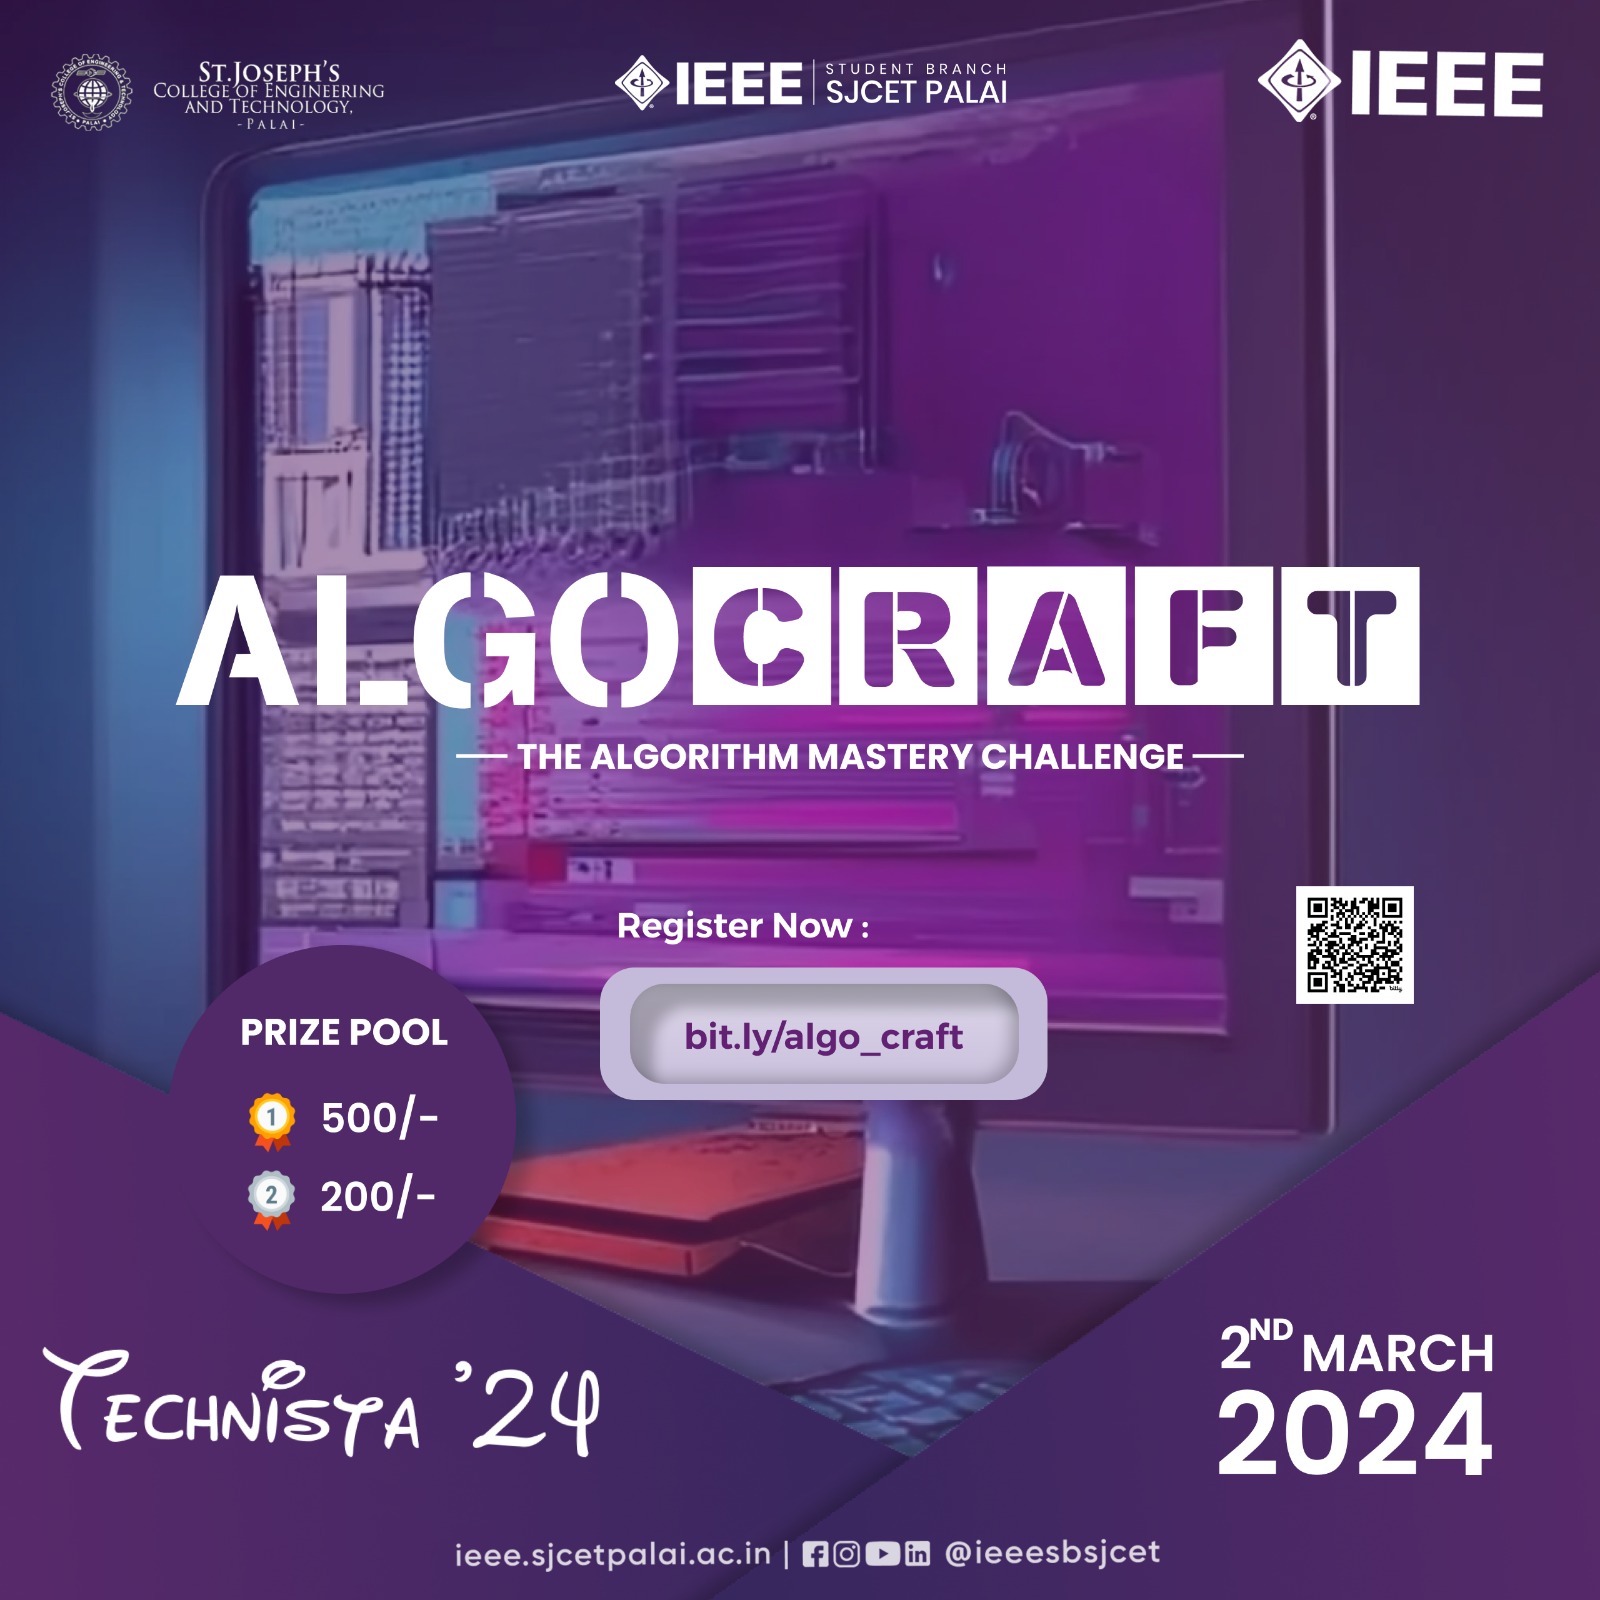 ST.JOSEPH'S
COLLEGE OF ENGINEERING
AND TECHNOLOGY,
-PALAI-
IEEE
STUDENT BRANCH
SJCET PALAI
IEEE
ALGOCRAFT
THE ALGORITHM MASTERY CHALLENGE
Register Now :
bit.ly/algo_craft
PRIZE POOL
1 500/-
2 200/-
TECHNISTA '24
2ND MARCH
2024
ieee.sjcetpalai.ac.in | @ieeesbsjcet